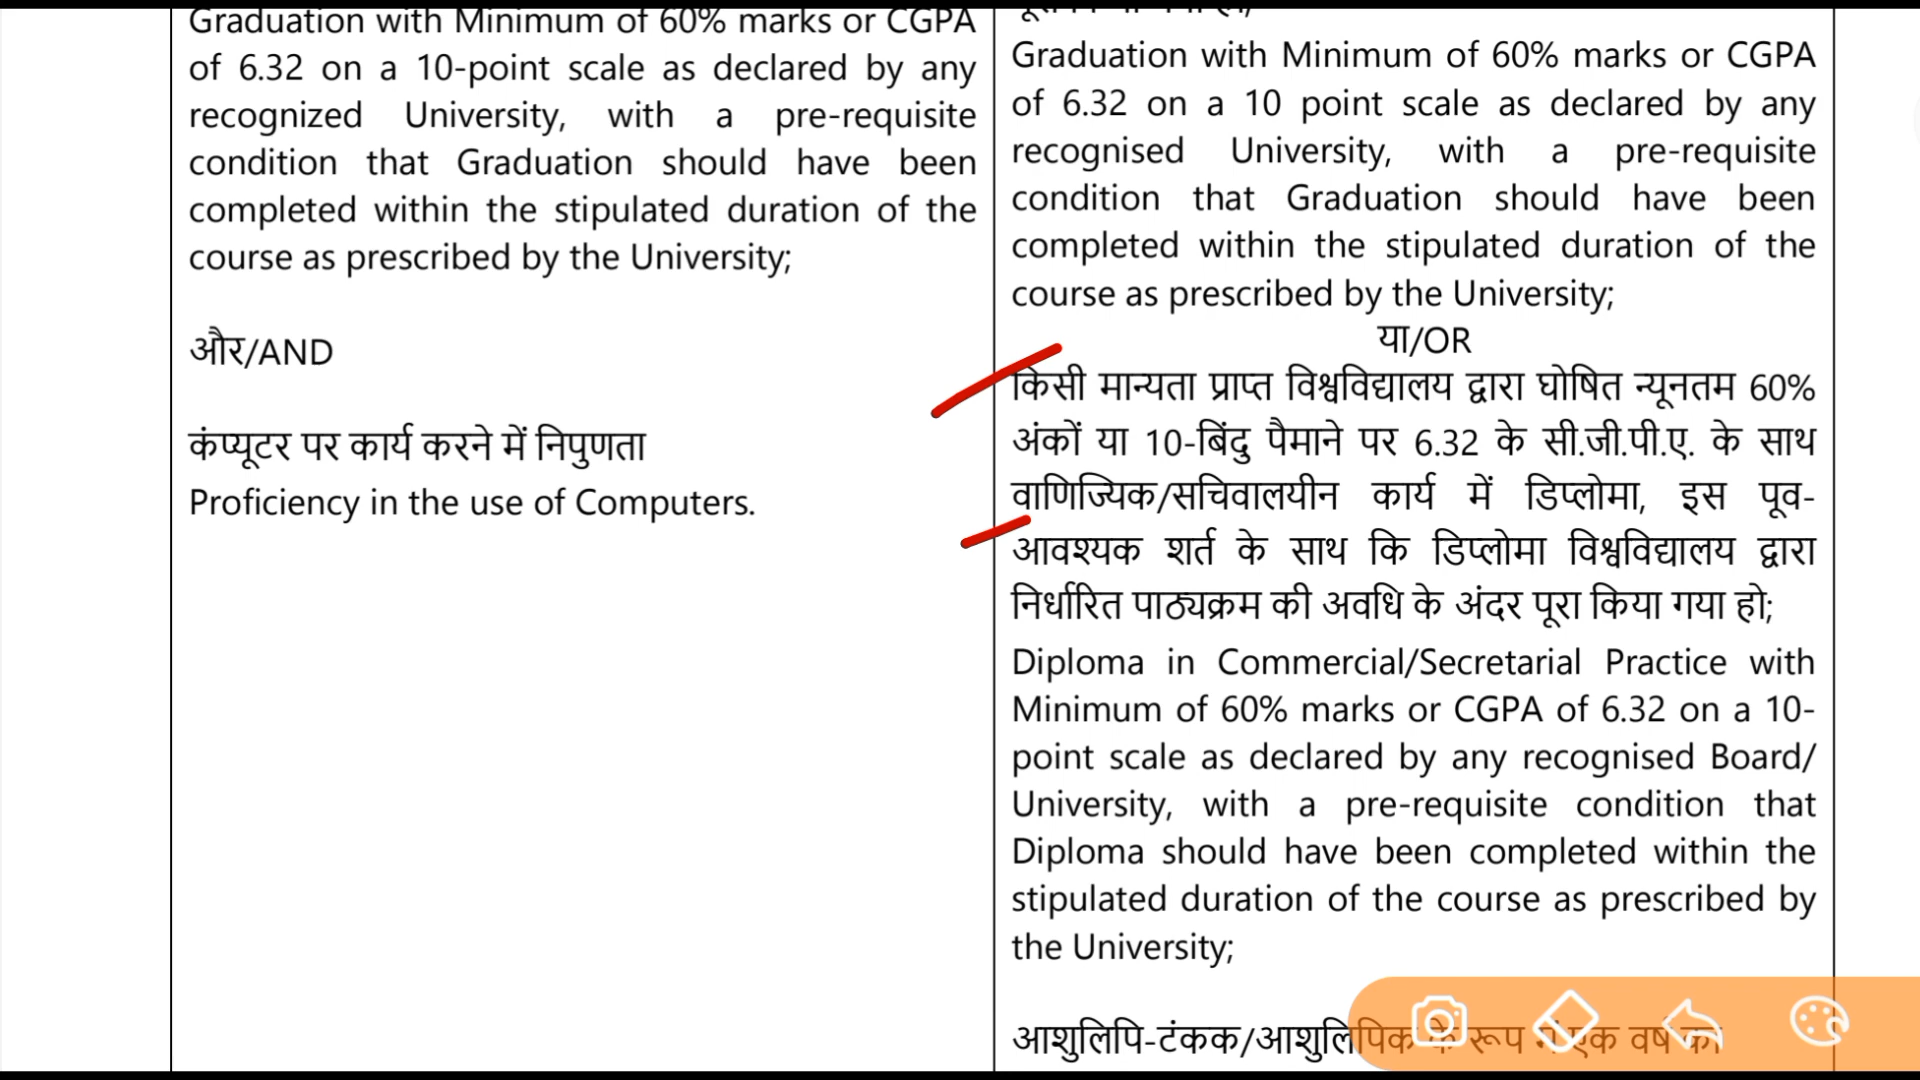 Graduation with Minimum of 60% marks or CGPA
of 6.32 on a 10-point scale as declared by any
recognized University, with a pre-requisite
condition that Graduation should have been
completed within the stipulated duration of the
course as prescribed by the University;
और/AND
कंप्यूटर पर कार्य करने में निपुणता
Proficiency in the use of Computers.
Graduation with Minimum of 60% marks or CGPA
of 6.32 on a 10 point scale as declared by any
recognised University, with a pre-requisite
condition that Graduation should have been
completed within the stipulated duration of the
course as prescribed by the University;
या/OR
किसी मान्यता प्राप्त विश्वविद्यालय द्वारा घोषित न्यूनतम 60%
अंकों या 10-बिंदु पैमाने पर 6.32 के सी.जी.पी.ए. के साथ
वाणिज्यिक/सचिवालयीन कार्य में डिप्लोमा, इस पूव-
आवश्यक शर्त के साथ कि डिप्लोमा विश्वविद्यालय द्वारा
निर्धारित पाठ्यक्रम की अवधि के अंदर पूरा किया गया हो;
Diploma in Commercial/Secretarial Practice with
Minimum of 60% marks or CGPA of 6.32 on a 10-
point scale as declared by any recognised Board/
University, with a pre-requisite condition that
Diploma should have been completed within the
stipulated duration of the course as prescribed by
the University;
आशुलिपि-टंकक/आशुलिपिक के रूप में एक वर्ष का